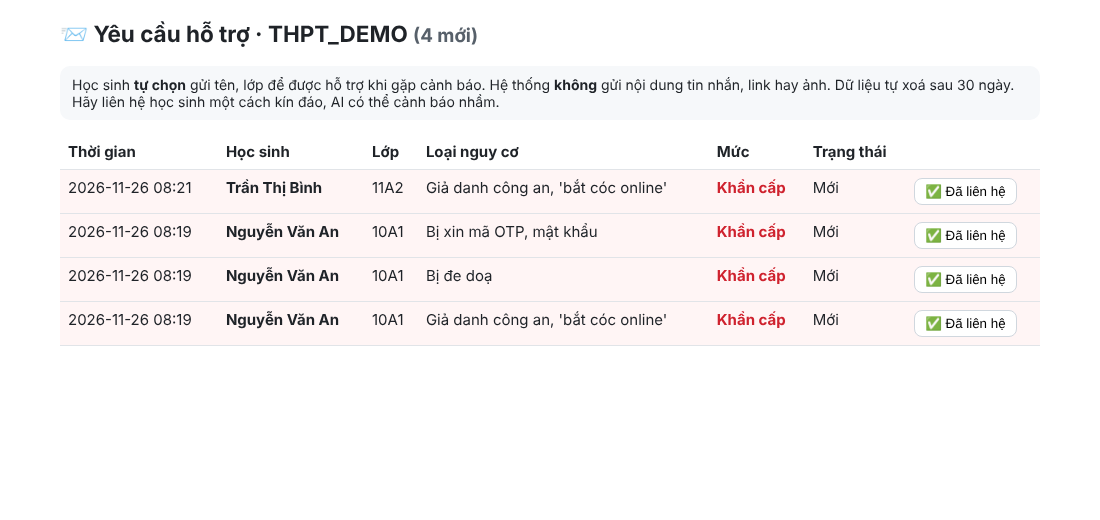 📨 Yêu cầu hỗ trợ · THPT_DEMO (4 mới)
Học sinh tự chọn gửi tên, lớp để được hỗ trợ khi gặp cảnh báo. Hệ thống không gửi nội dung tin nhắn, link hay ảnh. Dữ liệu tự xoá sau 30 ngày.
Hãy liên hệ học sinh một cách kín đáo, AI có thể cảnh báo nhầm.
Thời gian Học sinh Lớp Loại nguy cơ Mức Trạng thái
2026-11-26 08:21 Trần Thị Bình 11A2 Giả danh công an, 'bắt cóc online' Khẩn cấp Mới ✅ Đã liên hệ
2026-11-26 08:19 Nguyễn Văn An 10A1 Bị xin mã OTP, mật khẩu Khẩn cấp Mới ✅ Đã liên hệ
2026-11-26 08:19 Nguyễn Văn An 10A1 Bị đe doạ Khẩn cấp Mới ✅ Đã liên hệ
2026-11-26 08:19 Nguyễn Văn An 10A1 Giả danh công an, 'bắt cóc online' Khẩn cấp Mới ✅ Đã liên hệ